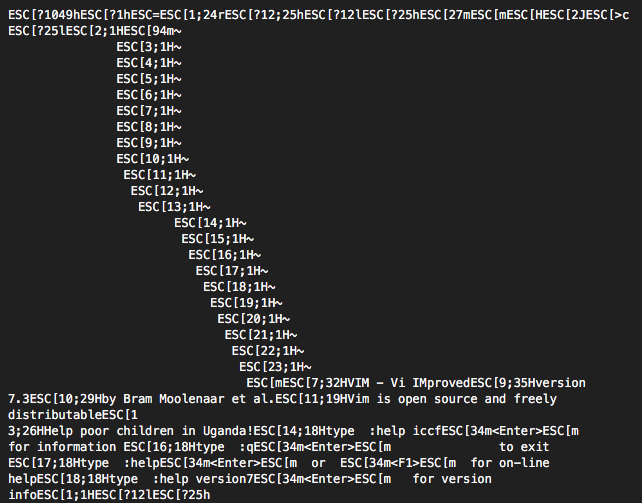 ESC[?1049hESC[?1hESC=ESC[1;24rESC[?12;25hESC[?12lESC[?25hESC[27mESC[mESC[HESC[2JESC[>c
ESC[?25lESC[2;1HESC[94m~
ESC[3;1H~
ESC[4;1H~
ESC[5;1H~
ESC[6;1H~
ESC[7;1H~
ESC[8;1H~
ESC[9;1H~
ESC[10;1H~
ESC[11;1H~
ESC[12;1H~
ESC[13;1H~
ESC[14;1H~
ESC[15;1H~
ESC[16;1H~
ESC[17;1H~
ESC[18;1H~
ESC[19;1H~
ESC[20;1H~
ESC[21;1H~
ESC[22;1H~
ESC[23;1H~
ESC[mESC[7;32HVIM - Vi IMprovedESC[9;35Hversion
7.3ESC[10;29Hby Bram Moolenaar et al.ESC[11;19HVim is open source and freely
distributableESC[1
3;26HHelp poor children in Uganda!ESC[14;18Htype  :help iccfESC[34m<Enter>ESC[m
for information ESC[16;18Htype  :qESC[34m<Enter>ESC[m               to exit
ESC[17;18Htype  :helpESC[34m<Enter>ESC[m  or  ESC[34m<F1>ESC[m  for on-line
helpESC[18;18Htype  :help version7ESC[34m<Enter>ESC[m   for version
infoESC[1;1HESC[?12lESC[?25h